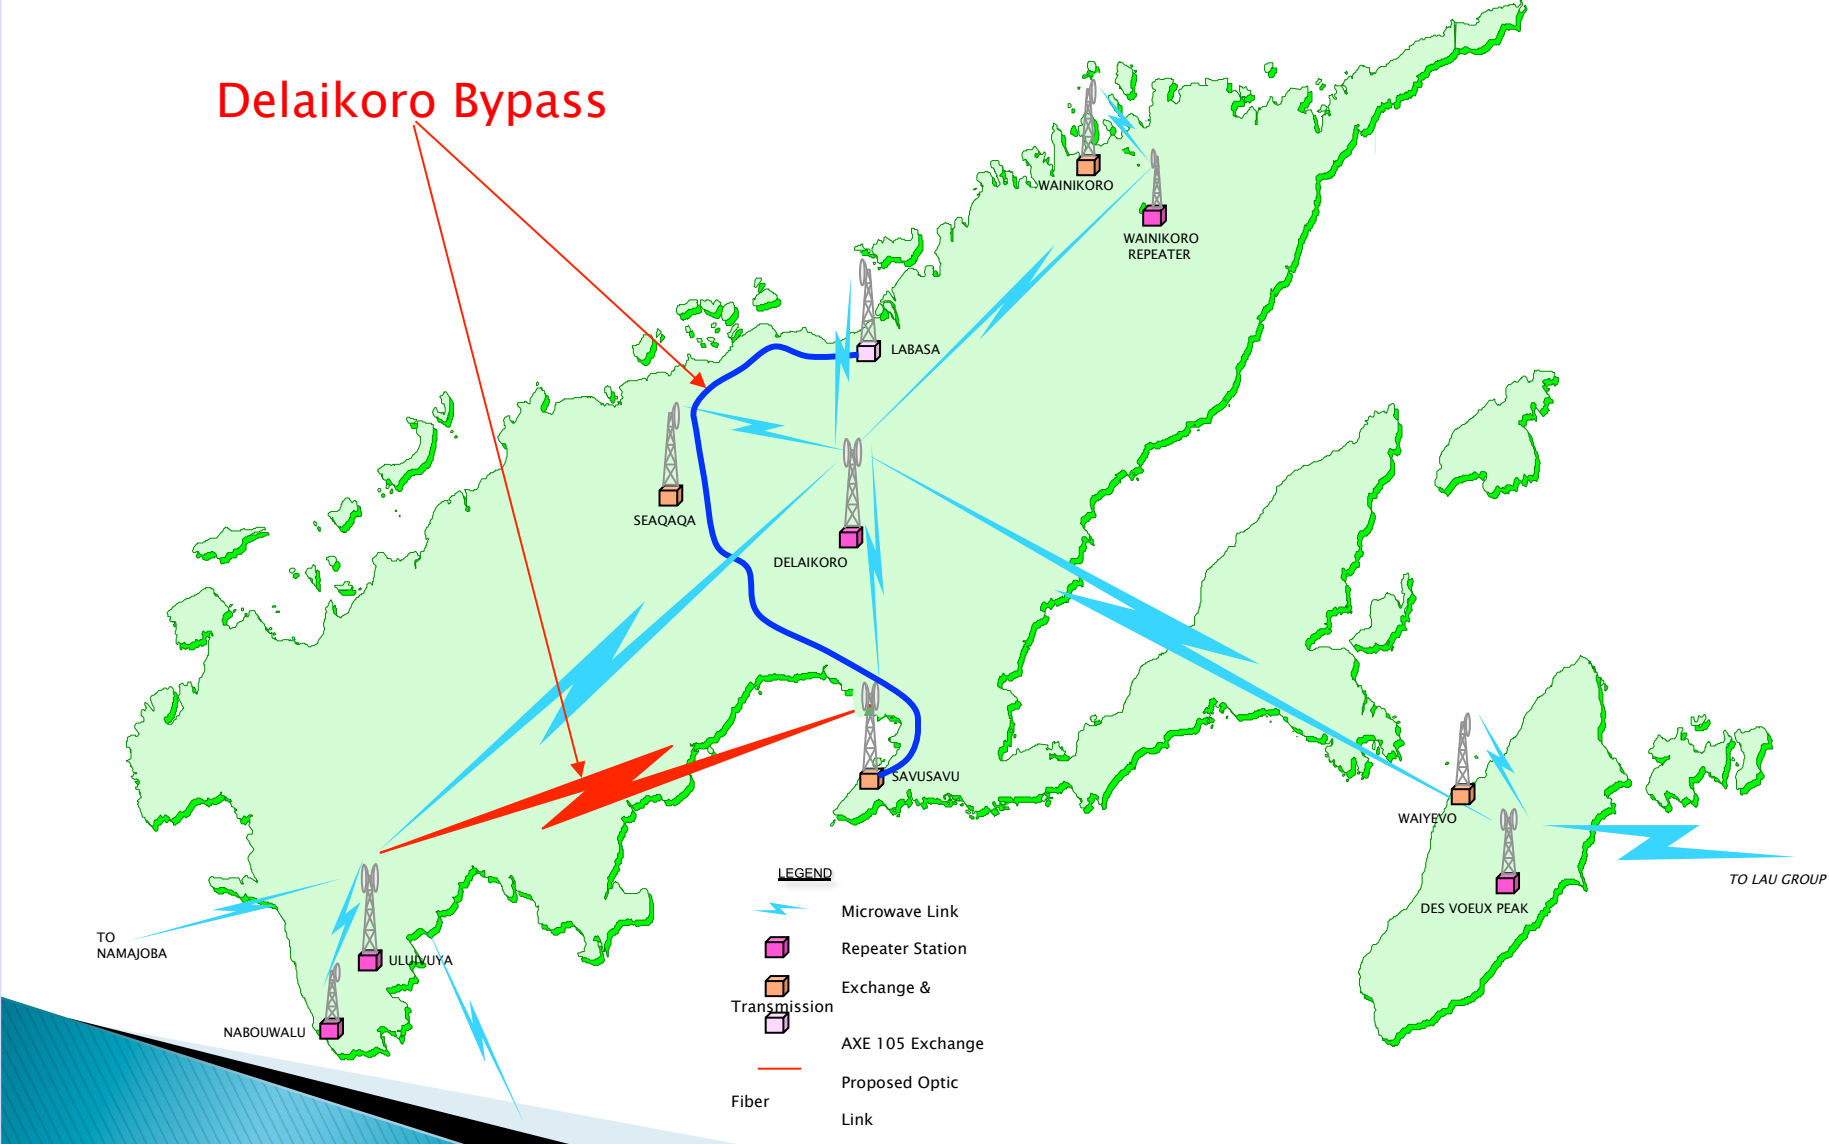 Delaikoro Bypass
WAINIKORO
WAINIKORO
REPEATER
LABASA
SEAQAQA
DELAIKORO
SAVUSAVU
WAIYEVO
TO LAU GROUP
DES VOEUX PEAK
TO
NAMAJOBA
ULUIVUYA
NABOUWALU
LEGEND
Microwave Link
Repeater Station
Exchange &
Transmission
AXE 105 Exchange
Proposed Optic
Fiber
Link